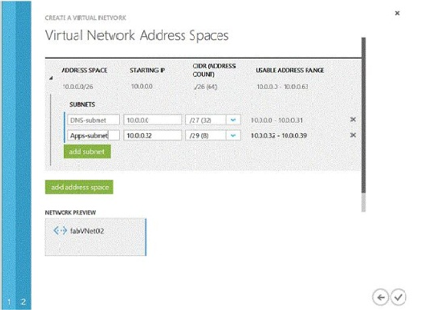 CREATE A VIRTUAL NETWORK
Virtual Network Address Spaces
ADDRESS SPACE STARTING IP CIDR (ADDRESS COUNT) USABLE ADDRESS RANGE
10.0.0.0/26 10.0.0.0 /26 (64) 10.0.0.0 - 10.0.0.63
SUBNETS
DNS-subnet 10.0.0.0 /27 (32) 10.0.0.0 - 10.0.0.31
Apps-subnet 10.0.0.32 /29 (8) 10.0.0.32 - 10.0.0.39
add subnet
add address space
NETWORK PREVIEW
fabVNet02
1 2